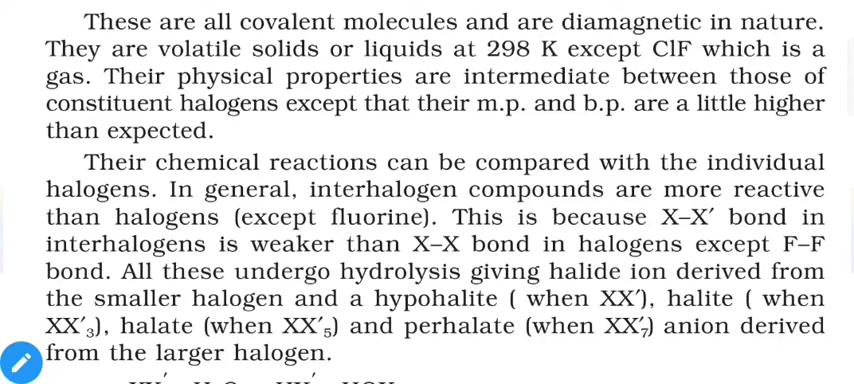 These are all covalent molecules and are diamagnetic in nature.
They are volatile solids or liquids at 298 K except ClF which is a
gas. Their physical properties are intermediate between those of
constituent halogens except that their m.p. and b.p. are a little higher
than expected.
Their chemical reactions can be compared with the individual
halogens. In general, interhalogen compounds are more reactive
than halogens (except fluorine). This is because X–X′ bond in
interhalogens is weaker than X–X bond in halogens except F–F
bond. All these undergo hydrolysis giving halide ion derived from
the smaller halogen and a hypohalite ( when XX′), halite ( when
XX′₃), halate (when XX′₅) and perhalate (when XX′₇) anion derived
from the larger halogen.